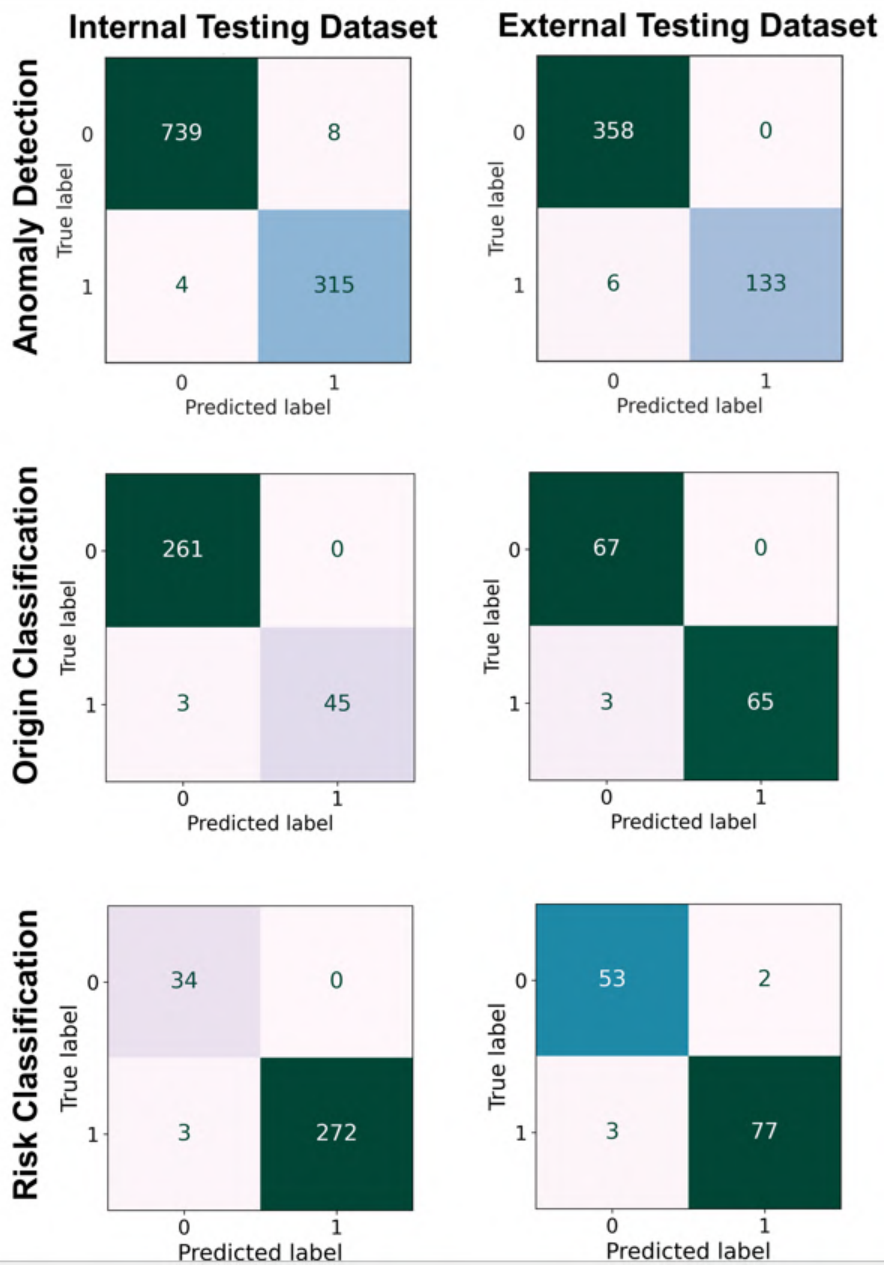 Internal Testing Dataset
External Testing Dataset
Anomaly Detection
True label
0
739
8
1
4
315
0
1
Predicted label
True label
0
358
0
1
6
133
0
1
Predicted label
Origin Classification
True label
0
261
0
1
3
45
0
1
Predicted label
True label
0
67
0
1
3
65
0
1
Predicted label
Risk Classification
True label
0
34
0
1
3
272
0
1
Predicted label
True label
0
53
2
1
3
77
0
1
Predicted label